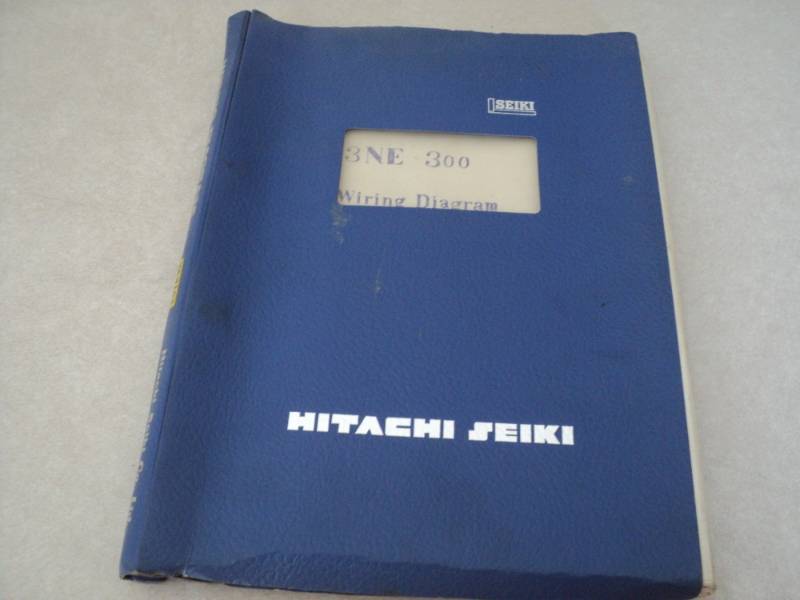 SEIKI
3NE 300
Wiring Diagram
HITACHI SEIKI